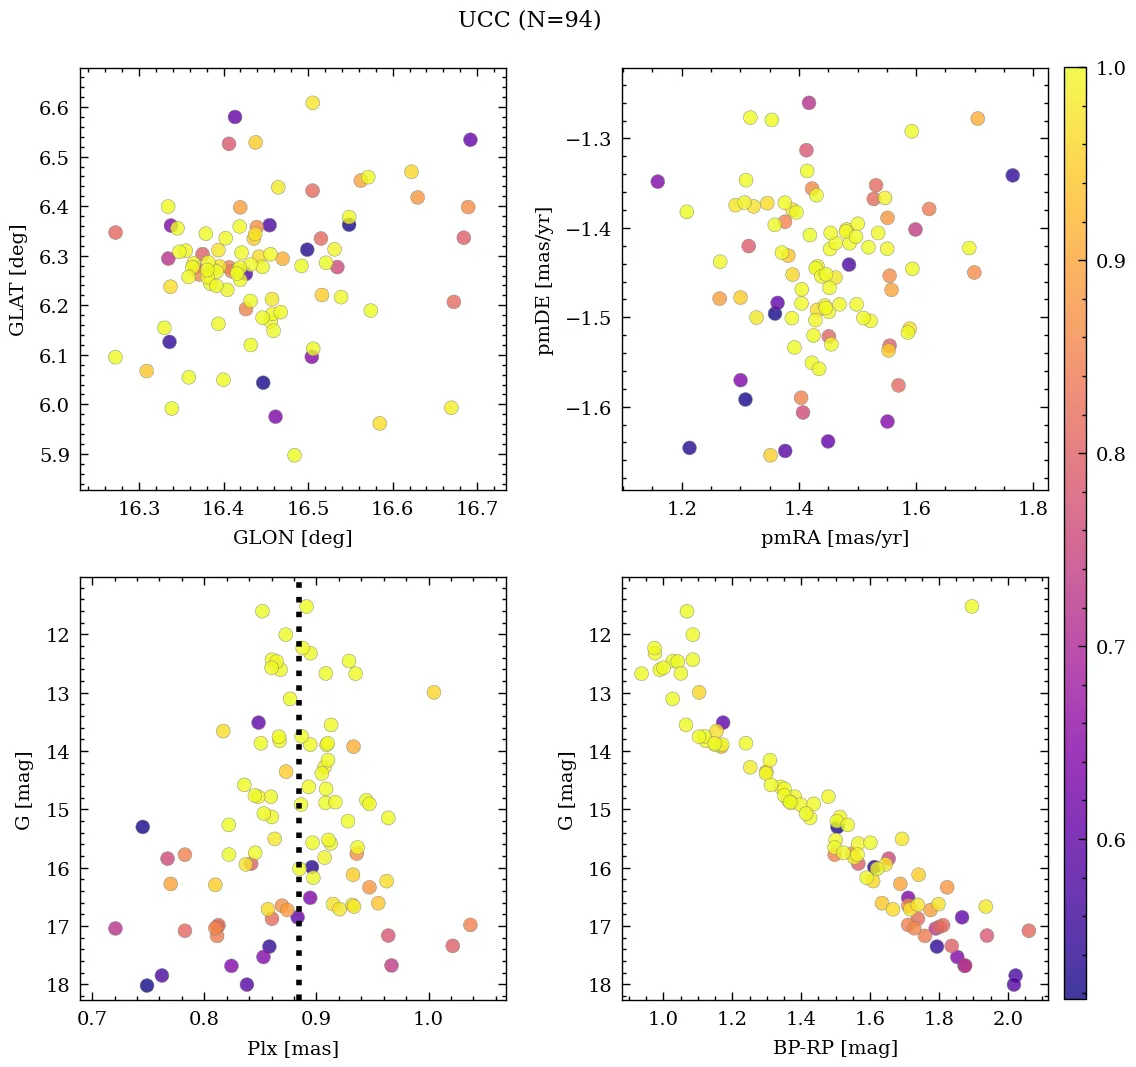 UCC (N=94)
6.6
6.5
6.4
6.3
6.2
6.1
6.0
5.9
GLAT [deg]
16.3 16.4 16.5 16.6 16.7
GLON [deg]
−1.3
−1.4
−1.5
−1.6
pmDE [mas/yr]
1.2 1.4 1.6 1.8
pmRA [mas/yr]
12
13
14
15
16
17
18
G [mag]
0.7 0.8 0.9 1.0
Plx [mas]
12
13
14
15
16
17
18
G [mag]
1.0 1.2 1.4 1.6 1.8 2.0
BP-RP [mag]
1.0
0.9
0.8
0.7
0.6